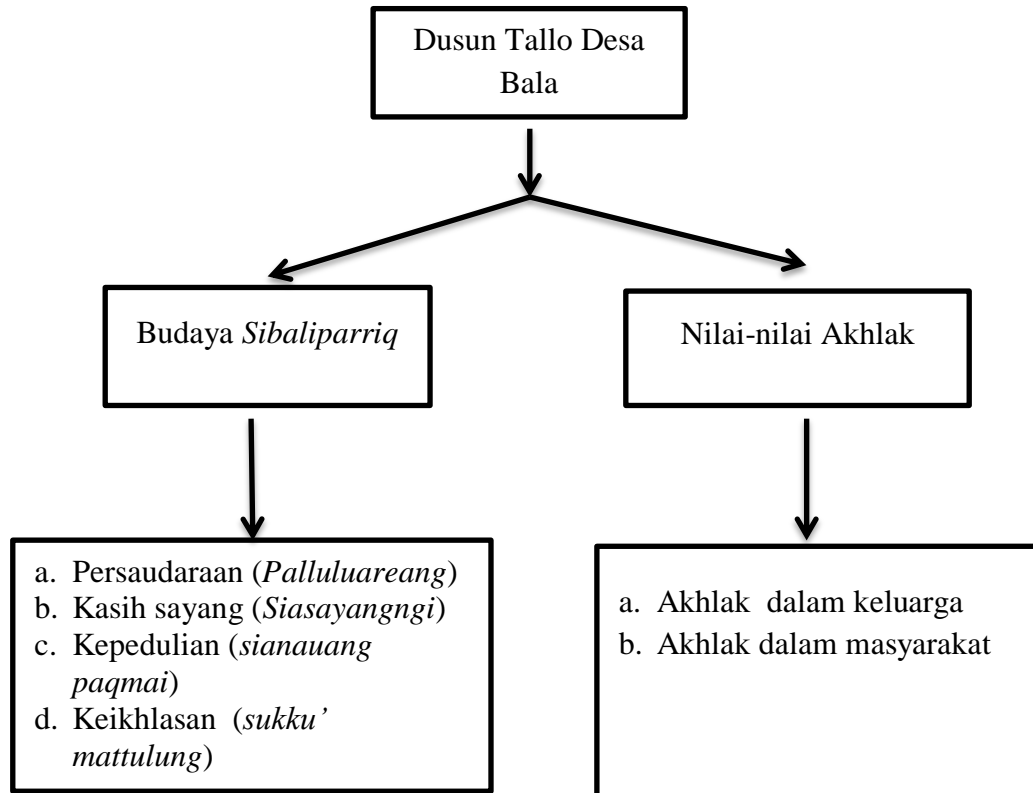 Dusun Tallo Desa
Bala
Budaya Sibaliparriq
Nilai-nilai Akhlak
a. Persaudaraan (Palluluareang)
b. Kasih sayang (Siasayangngi)
c. Kepedulian (sianauang
paqmai)
d. Keikhlasan (sukku’
mattulung)
a. Akhlak dalam keluarga
b. Akhlak dalam masyarakat